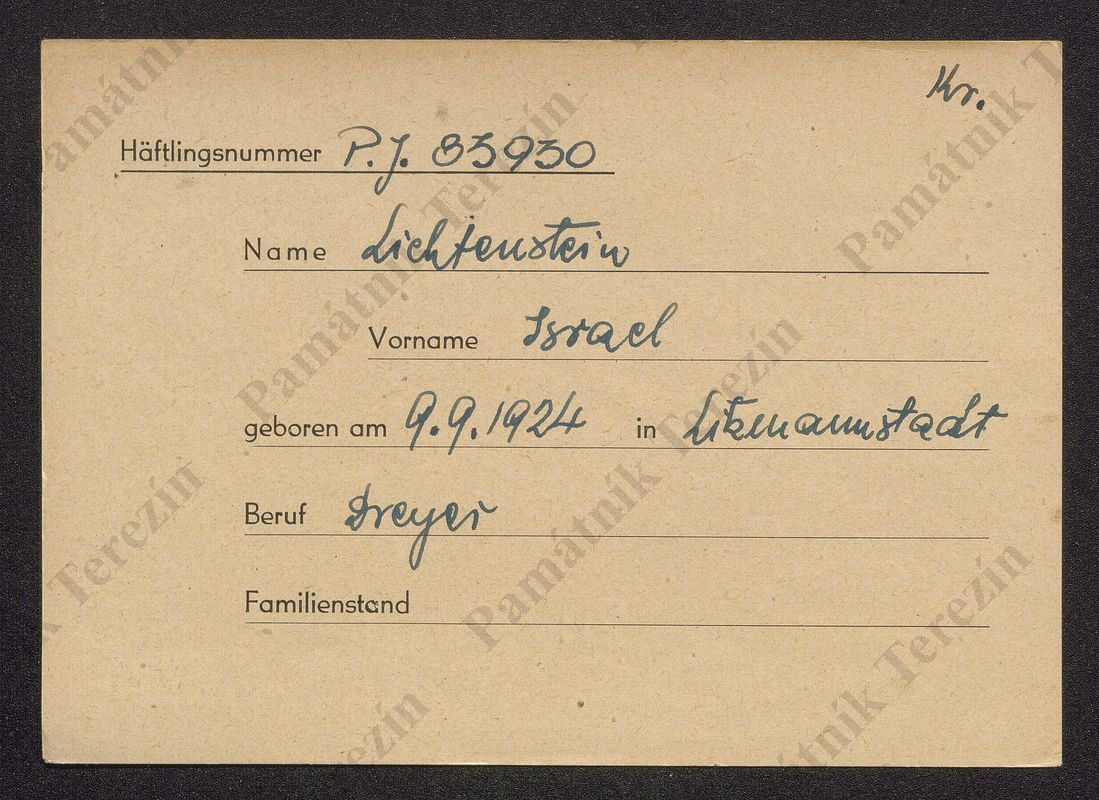 Kr.
Häftlingsnummer P.J. 83930
Name Lichtenstein
Vorname Israel
geboren am 9.9.1924 in Litzmannstadt
Beruf Dreyer
Familienstand
Památník Terezín